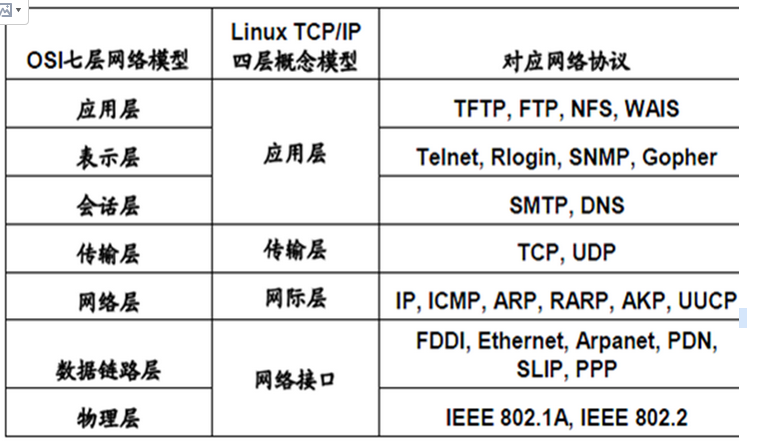 OSI七层网络模型
Linux TCP/IP
四层概念模型
对应网络协议
应用层
应用层
TFTP, FTP, NFS, WAIS
表示层
Telnet, Rlogin, SNMP, Gopher
会话层
SMTP, DNS
传输层
传输层
TCP, UDP
网络层
网际层
IP, ICMP, ARP, RARP, AKP, UUCP
数据链路层
网络接口
FDDI, Ethernet, Arpanet, PDN,
SLIP, PPP
物理层
IEEE 802.1A, IEEE 802.2